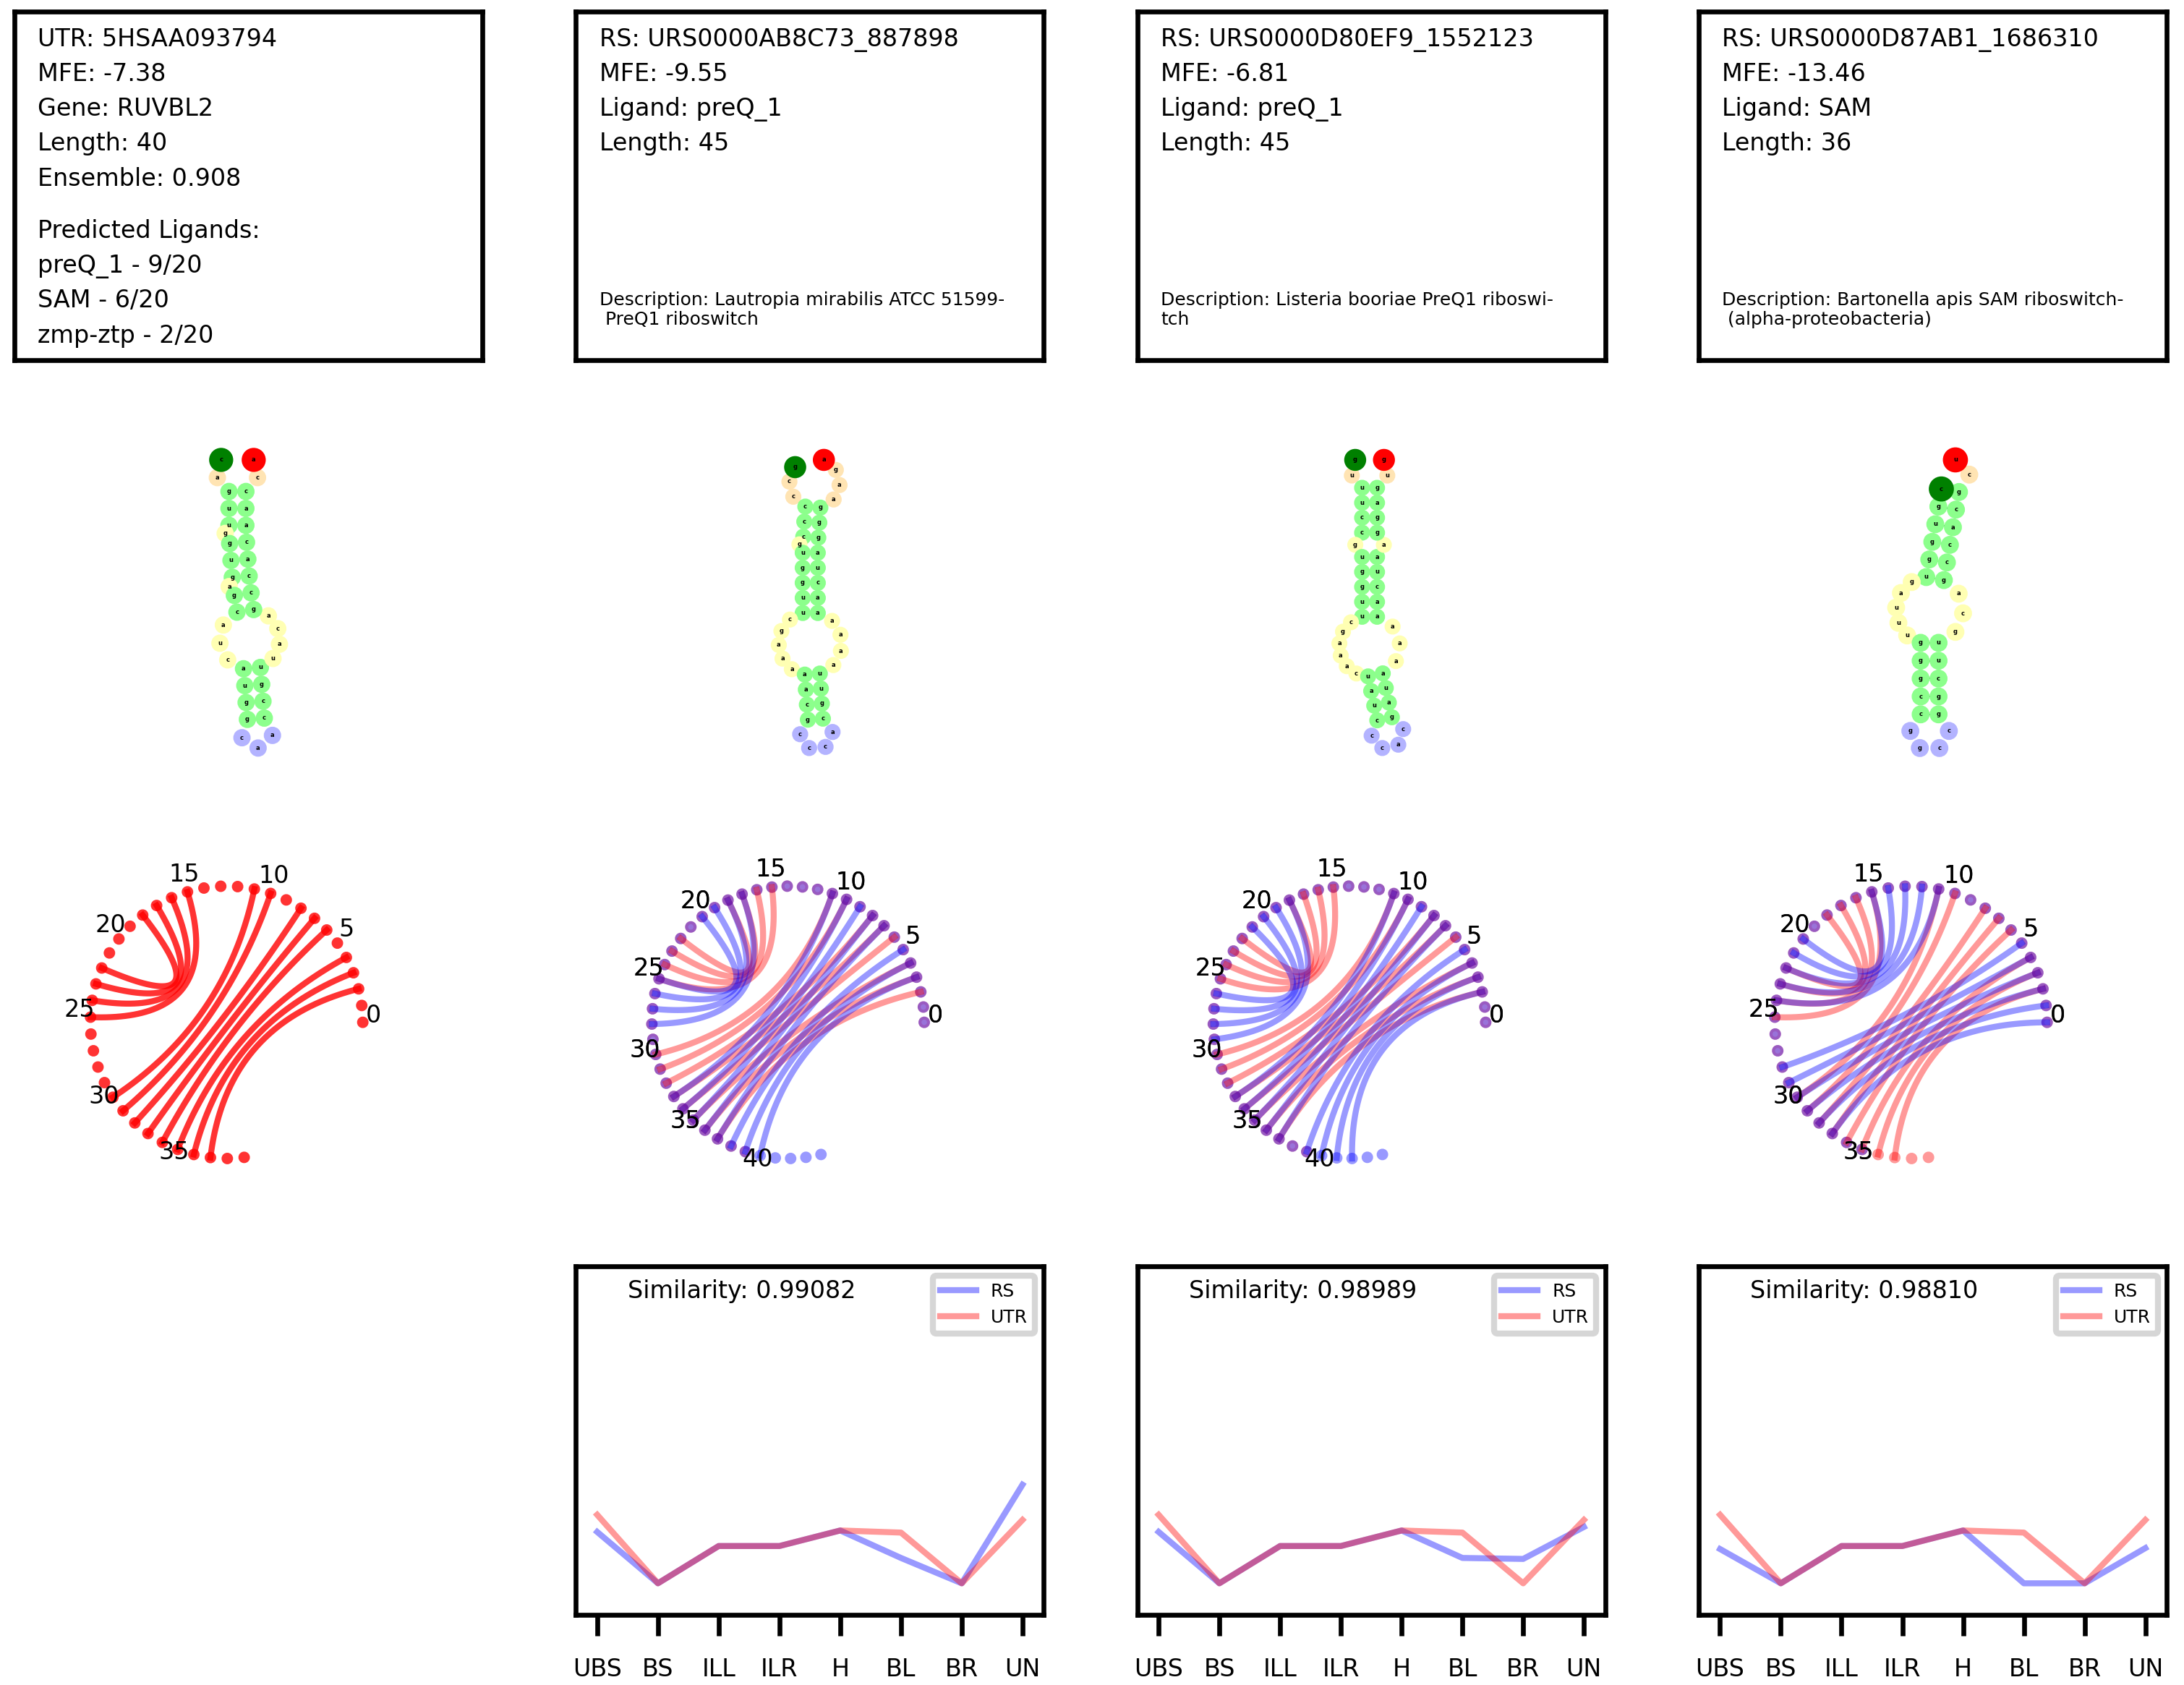 UTR: 5HSAA093794
MFE: -7.38
Gene: RUVBL2
Length: 40
Ensemble: 0.908
Predicted Ligands:
preQ_1 - 9/20
SAM - 6/20
zmp-ztp - 2/20
RS: URS0000AB8C73_887898
MFE: -9.55
Ligand: preQ_1
Length: 45
Description: Lautropia mirabilis ATCC 51599-
PreQ1 riboswitch
RS: URS0000D80EF9_1552123
MFE: -6.81
Ligand: preQ_1
Length: 45
Description: Listeria booriae PreQ1 riboswi-
tch
RS: URS0000D87AB1_1686310
MFE: -13.46
Ligand: SAM
Length: 36
Description: Bartonella apis SAM riboswitch-
(alpha-proteobacteria)
0
5
10
15
20
25
30
35
0
5
10
15
20
25
30
35
40
0
5
10
15
20
25
30
35
40
0
5
10
15
20
25
30
35
Similarity: 0.99082
RS
UTR
UBS BS ILL ILR H BL BR UN
Similarity: 0.98989
RS
UTR
UBS BS ILL ILR H BL BR UN
Similarity: 0.98810
RS
UTR
UBS BS ILL ILR H BL BR UN